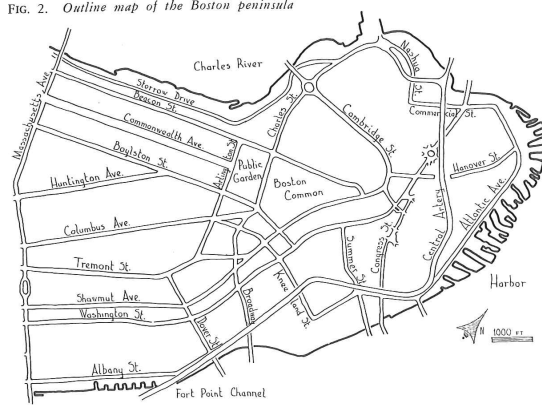 FIG. 2. Outline map of the Boston peninsula
Charles River
Nashua St.
Storrow Drive
Beacon St.
Massachusetts Ave.
Charles St.
Commercial St.
Commonwealth Ave.
Cambridge St.
Boylston St.
Arlington St.
Public
Garden
Hanover St.
Huntington Ave.
Boston
Common
Atlantic Ave.
Central Artery
Columbus Ave.
Summer St.
Congress St.
Tremont St.
Harbor
Kneeland St.
Shawmut Ave.
Broadway
Washington St.
Dover St.
N
1000 FT
Albany St.
Fort Point Channel